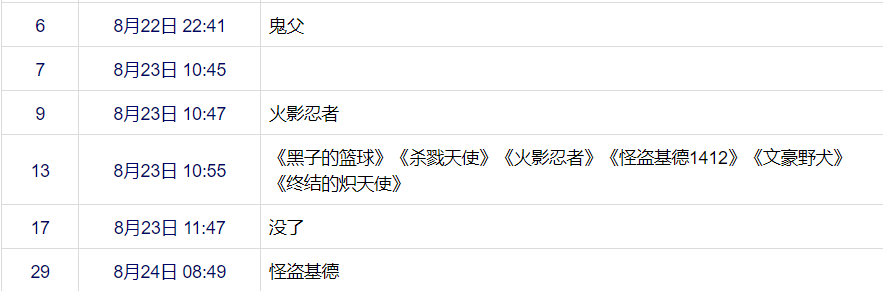 6 8月22日 22:41 鬼父
7 8月23日 10:45
9 8月23日 10:47 火影忍者
13 8月23日 10:55 《黑子的篮球》《杀戮天使》《火影忍者》《怪盗基德1412》《文豪野犬》
《终结的炽天使》
17 8月23日 11:47 没了
29 8月24日 08:49 怪盗基德